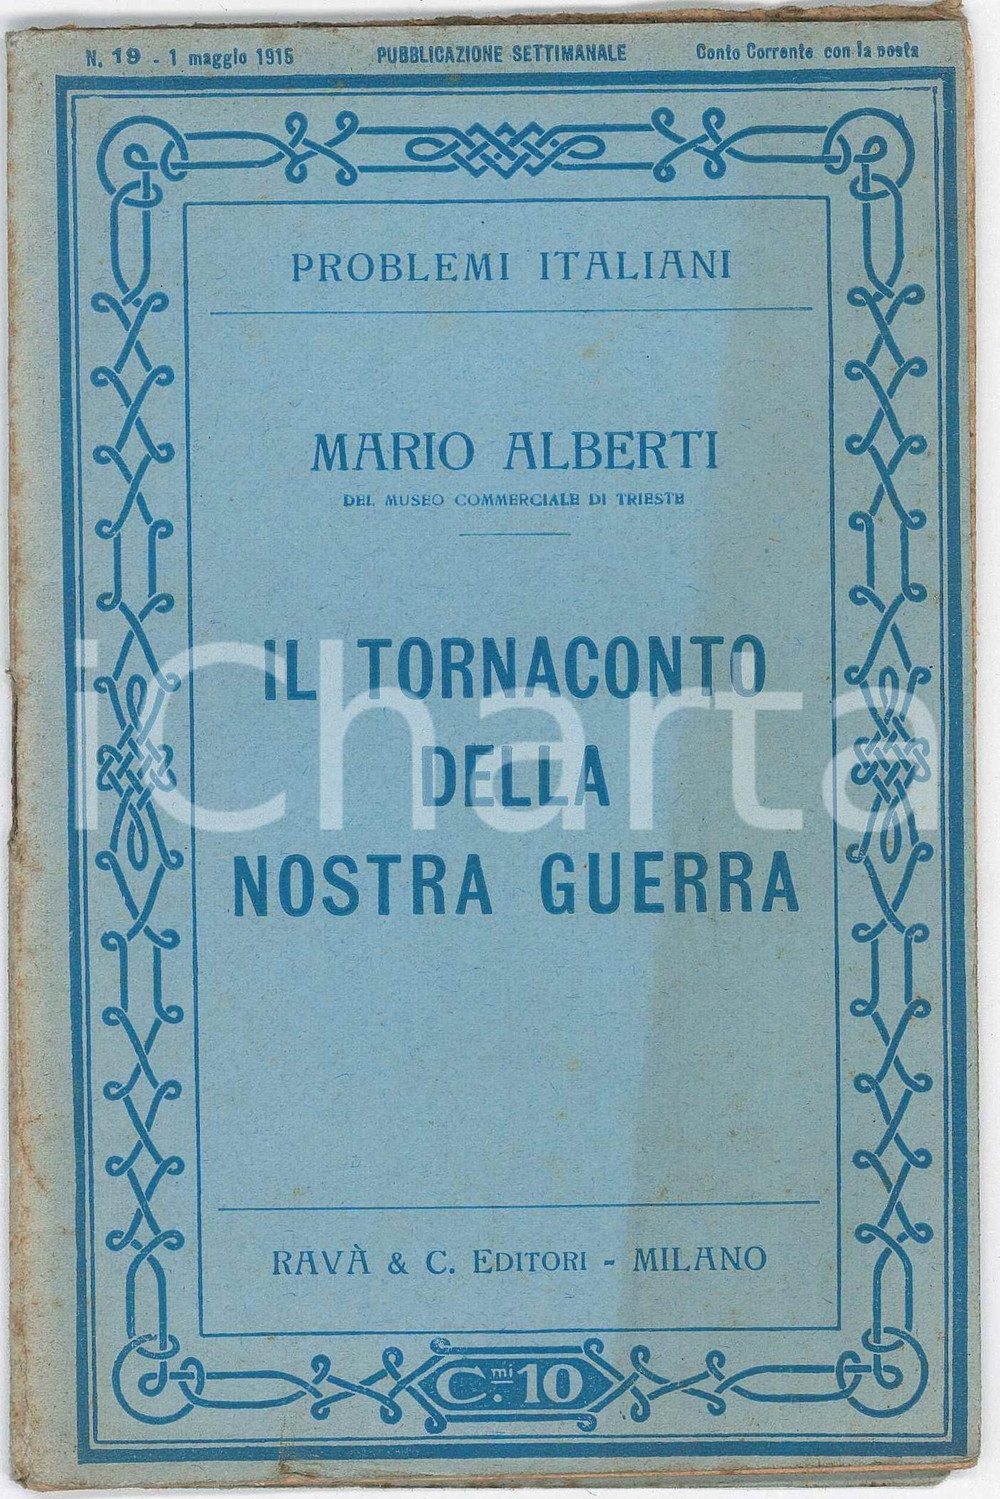 N. 19 - 1 maggio 1915 PUBBLICAZIONE SETTIMANALE Conto Corrente con la posta
PROBLEMI ITALIANI
MARIO ALBERTI
DEL MUSEO COMMERCIALE DI TRIESTE
IL TORNACONTO
DELLA
NOSTRA GUERRA
iCharta
RAVÀ & C. EDITORI - MILANO
C.mi 10